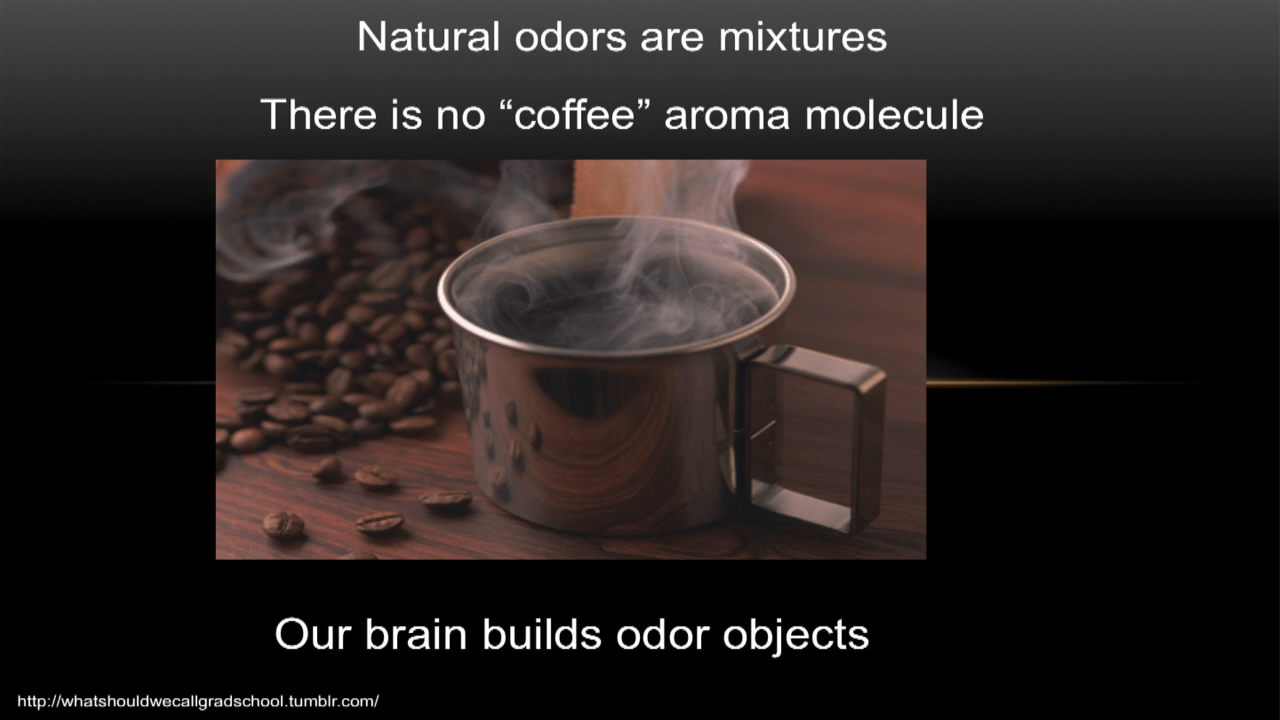 Natural odors are mixtures
There is no “coffee” aroma molecule
Our brain builds odor objects
http://whatshouldwecallgradschool.tumblr.com/